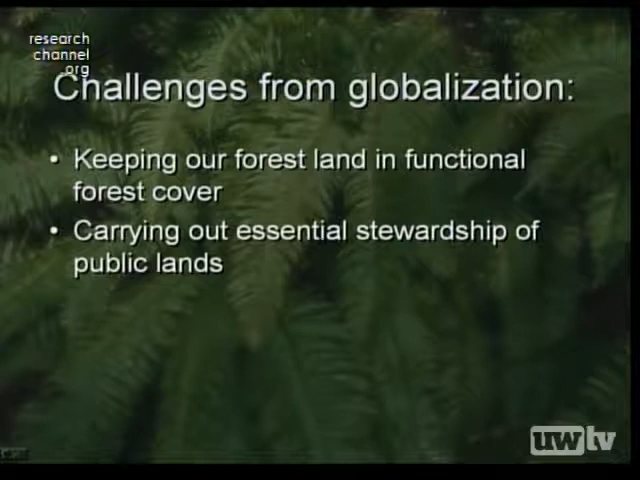 research
channel
.org
Challenges from globalization:
• Keeping our forest land in functional
forest cover
• Carrying out essential stewardship of
public lands
uwtv